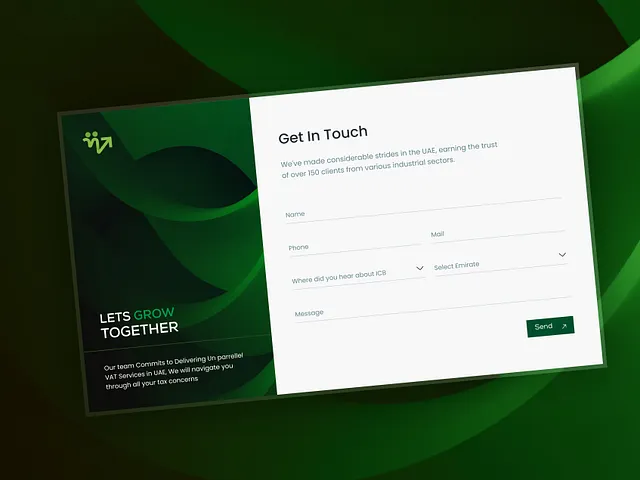 LETS GROW
TOGETHER
Our team Commits to Delivering Un parrellel
VAT Services in UAE, We will navigate you
through all your tax concerns
Get In Touch
We've made considerable strides in the UAE, earning the trust
of over 150 clients from various industrial sectors.
Name
Phone
Mail
Where did you hear about ICB
Select Emirate
Message
Send